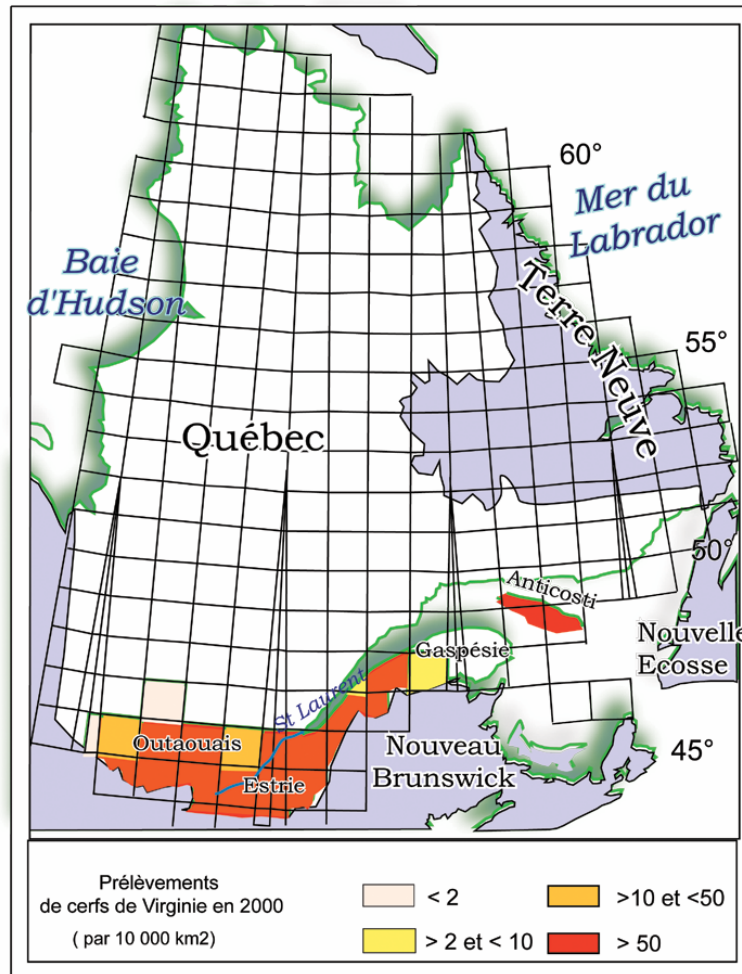 60°
Mer du
Labrador
Baie
d'Hudson
Terre Neuve
55°
Québec
50°
Anticosti
Nouvelle
Ecosse
Gaspésie
St Laurent
Outaouais
Nouveau
Brunswick
45°
Estrie
Prélèvements
de cerfs de Virginie en 2000
( par 10 000 km2)
< 2
>10 et <50
> 2 et < 10
> 50